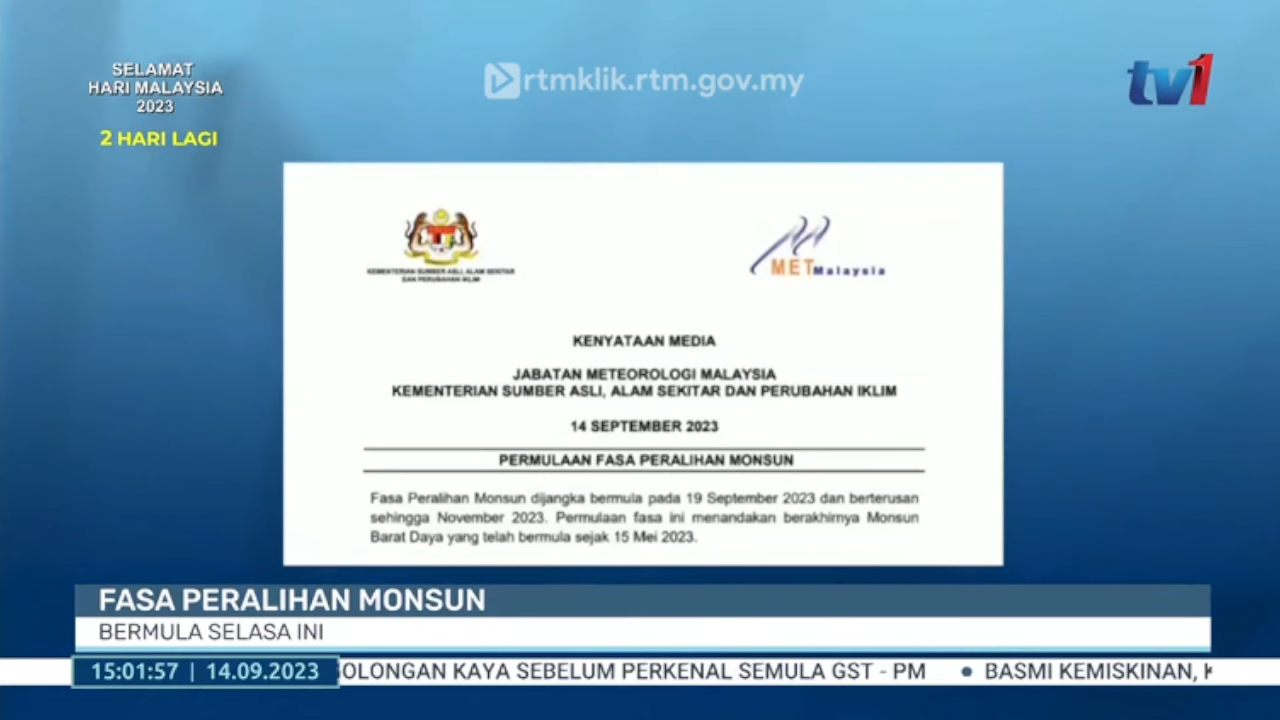 SELAMAT
HARI MALAYSIA
2023
2 HARI LAGI
rtmklik.rtm.gov.my
tv1
KEMENTERIAN SUMBER ASLI, ALAM SEKITAR
DAN PERUBAHAN IKLIM
METMalaysia
KENYATAAN MEDIA
JABATAN METEOROLOGI MALAYSIA
KEMENTERIAN SUMBER ASLI, ALAM SEKITAR DAN PERUBAHAN IKLIM
14 SEPTEMBER 2023
PERMULAAN FASA PERALIHAN MONSUN
Fasa Peralihan Monsun dijangka bermula pada 19 September 2023 dan berterusan
sehingga November 2023. Permulaan fasa ini menandakan berakhirnya Monsun
Barat Daya yang telah bermula sejak 15 Mei 2023.
FASA PERALIHAN MONSUN
BERMULA SELASA INI
15:01:57 | 14.09.2023 OLONGAN KAYA SEBELUM PERKENAL SEMULA GST - PM • BASMI KEMISKINAN,